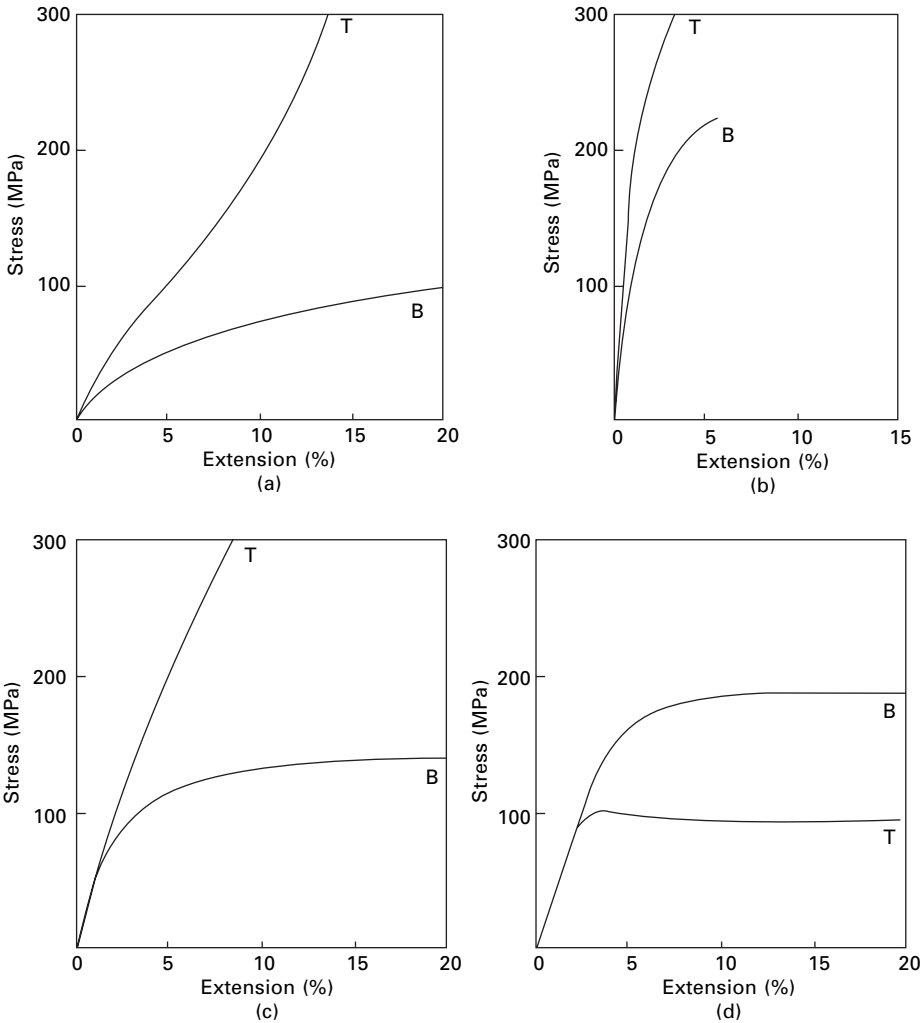 300
T
200
Stress (MPa)
100
B
0 5 10 15 20
Extension (%)
(a)
300
T
200
B
Stress (MPa)
100
0 5 10 15
Extension (%)
(b)
300
T
200
Stress (MPa)
100
B
0 5 10 15 20
Extension (%)
(c)
300
200
B
Stress (MPa)
100
T
0 5 10 15 20
Extension (%)
(d)